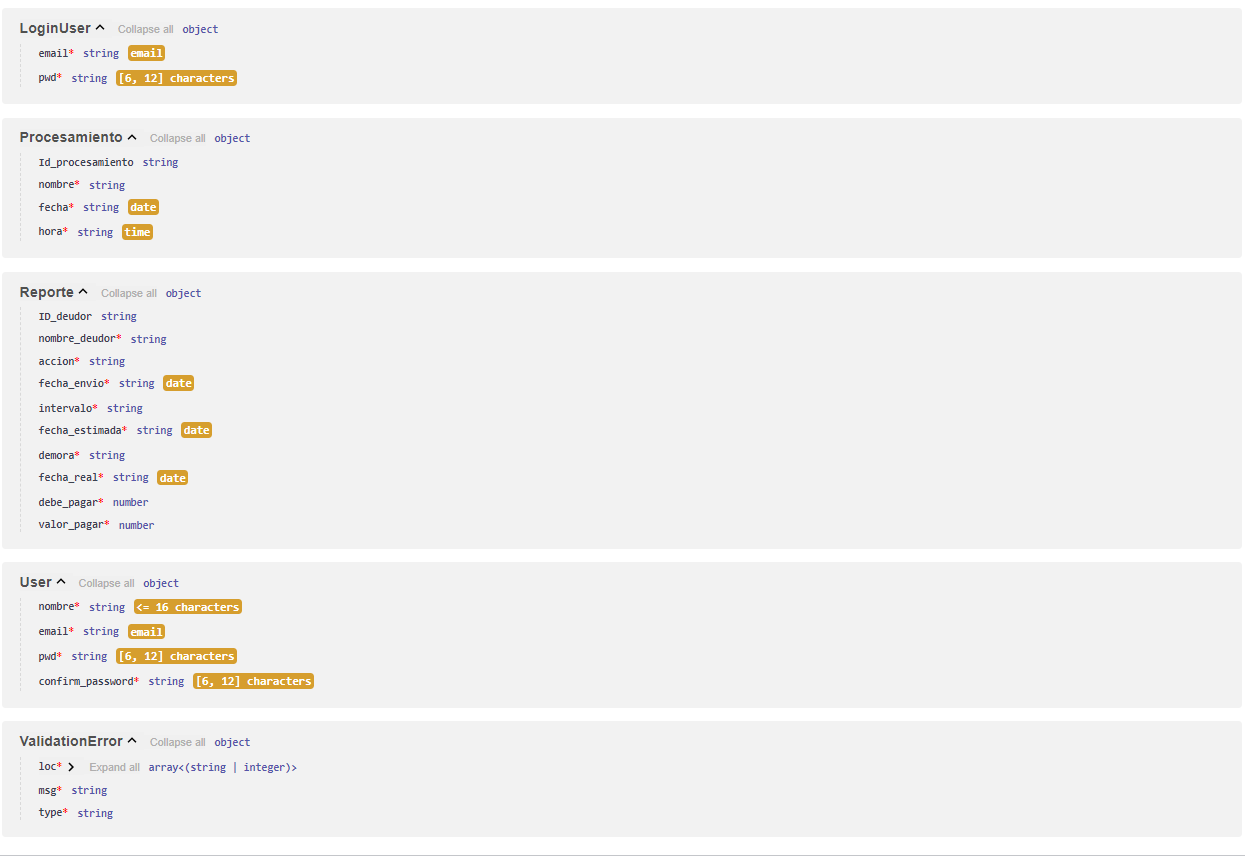 LoginUser Collapse all object
email* string email
pwd* string [6, 12] characters
Procesamiento Collapse all object
Id_procesamiento string
nombre* string
fecha* string date
hora* string time
Reporte Collapse all object
ID_deudor string
nombre_deudor* string
accion* string
fecha_envio* string date
intervalo* string
fecha_estimada* string date
demora* string
fecha_real* string date
debe_pagar* number
valor_pagar* number
User Collapse all object
nombre* string <= 16 characters
email* string email
pwd* string [6, 12] characters
confirm_password* string [6, 12] characters
ValidationError Collapse all object
loc* Expand all array<(string | integer)>
msg* string
type* string